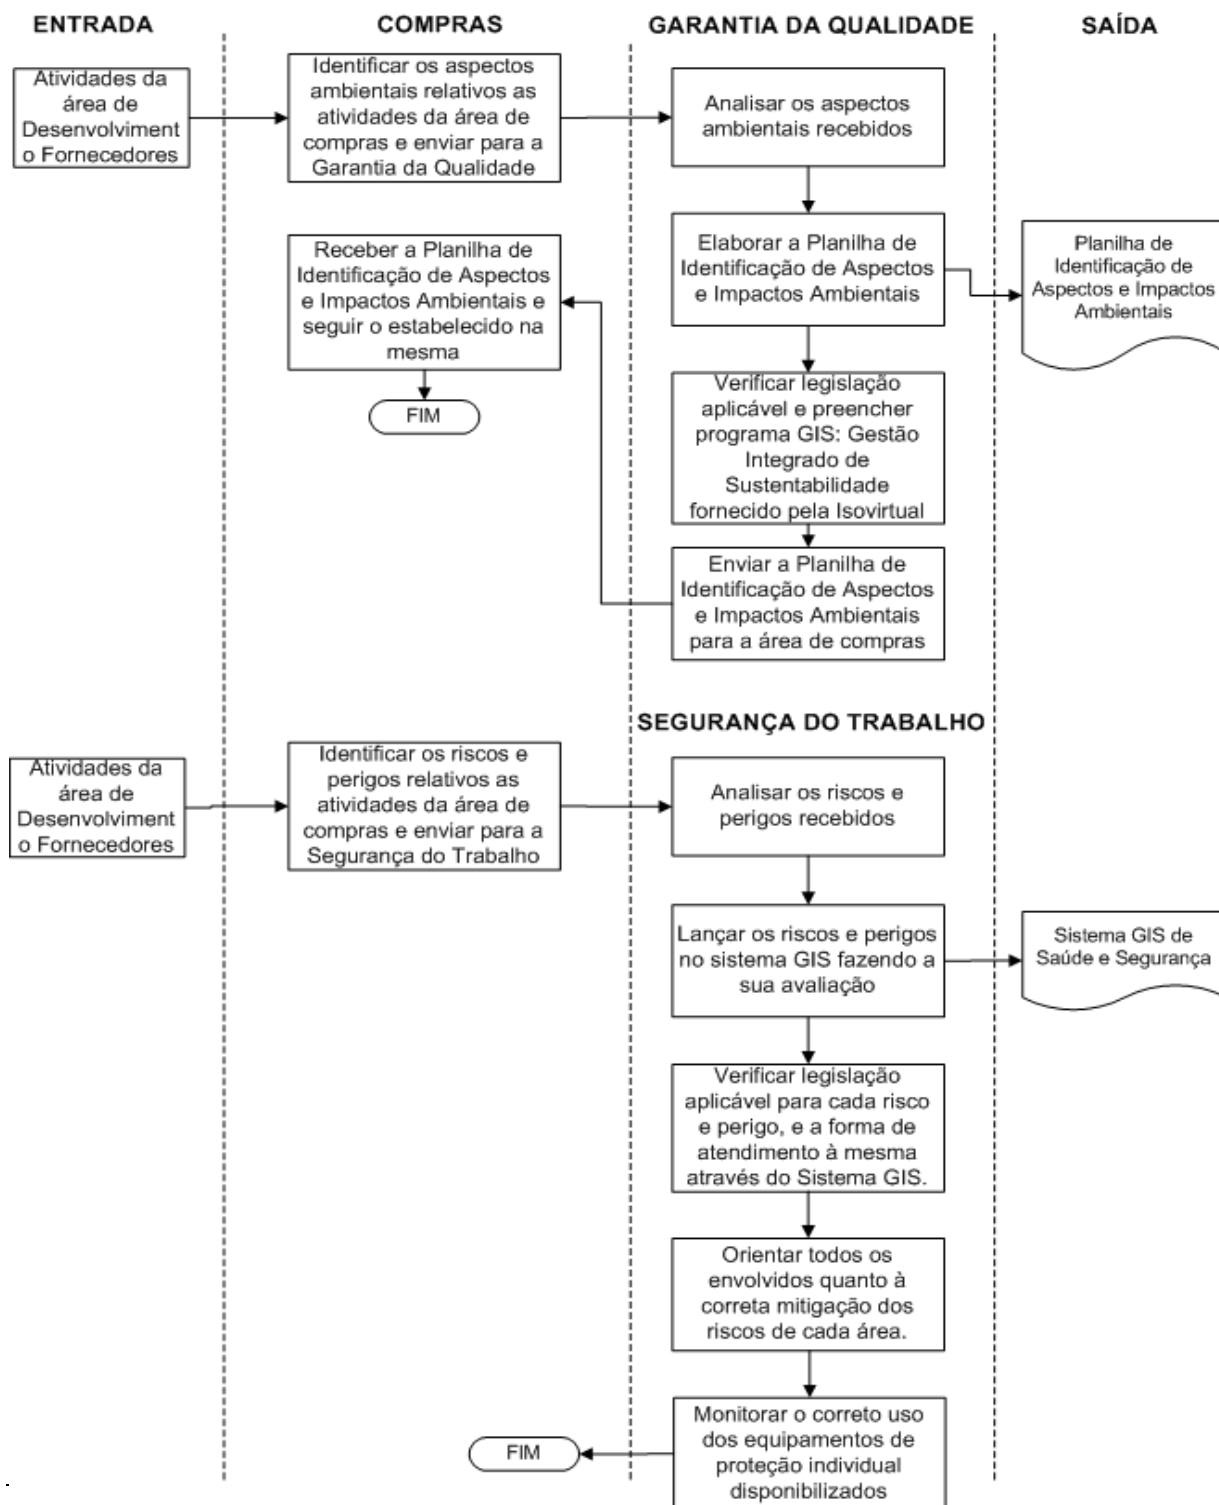 ENTRADA
COMPRAS
GARANTIA DA QUALIDADE
SAÍDA
Atividades da
área de
Desenvolviment
o Fornecedores
Identificar os aspectos
ambientais relativos as
atividades da área de
compras e enviar para a
Garantia da Qualidade
Analisar os aspectos
ambientais recebidos
Elaborar a Planilha de
Identificação de Aspectos
e Impactos Ambientais
Planilha de
Identificação de
Aspectos e Impactos
Ambientais
Receber a Planilha de
Identificação de Aspectos
e Impactos Ambientais e
seguir o estabelecido na
mesma
FIM
Verificar legislação
aplicável e preencher
programa GIS: Gestão
Integrado de
Sustentabilidade
fornecido pela Isovirtual
Enviar a Planilha de
Identificação de Aspectos
e Impactos Ambientais
para a área de compras
SEGURANÇA DO TRABALHO
Atividades da
área de
Desenvolviment
o Fornecedores
Identificar os riscos e
perigos relativos as
atividades da área de
compras e enviar para a
Segurança do Trabalho
Analisar os riscos e
perigos recebidos
Lançar os riscos e perigos
no sistema GIS fazendo a
sua avaliação
Sistema GIS de
Saúde e Segurança
Verificar legislação
aplicável para cada risco
e perigo, e a forma de
atendimento à mesma
através do Sistema GIS.
Orientar todos os
envolvidos quanto à
correta mitigação dos
riscos de cada área.
Monitorar o correto uso
dos equipamentos de
proteção individual
disponibilizados
FIM
.